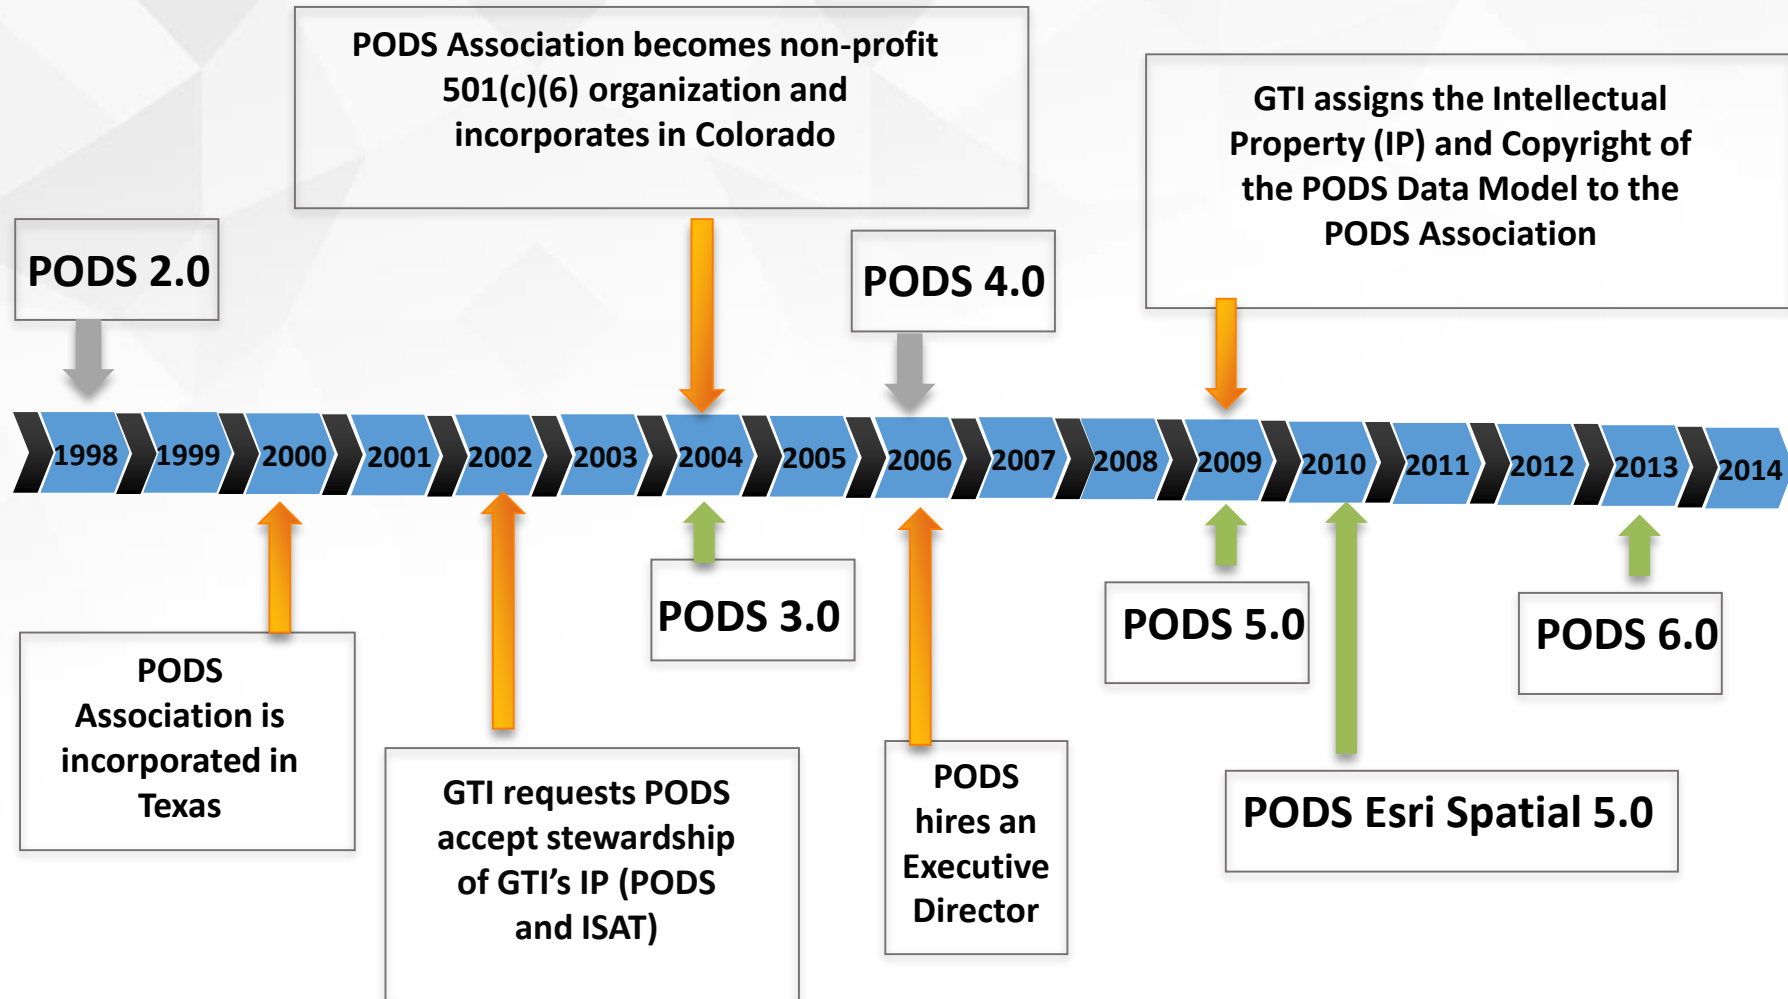 PODS Association becomes non-profit
501(c)(6) organization and
incorporates in Colorado
GTI assigns the Intellectual
Property (IP) and Copyright of
the PODS Data Model to the
PODS Association
PODS 2.0
PODS 4.0
1998 1999 2000 2001 2002 2003 2004 2005 2006 2007 2008 2009 2010 2011 2012 2013 2014
PODS
Association is
incorporated in
Texas
GTI requests PODS
accept stewardship
of GTI’s IP (PODS
and ISAT)
PODS 3.0
PODS
hires an
Executive
Director
PODS 5.0
PODS Esri Spatial 5.0
PODS 6.0